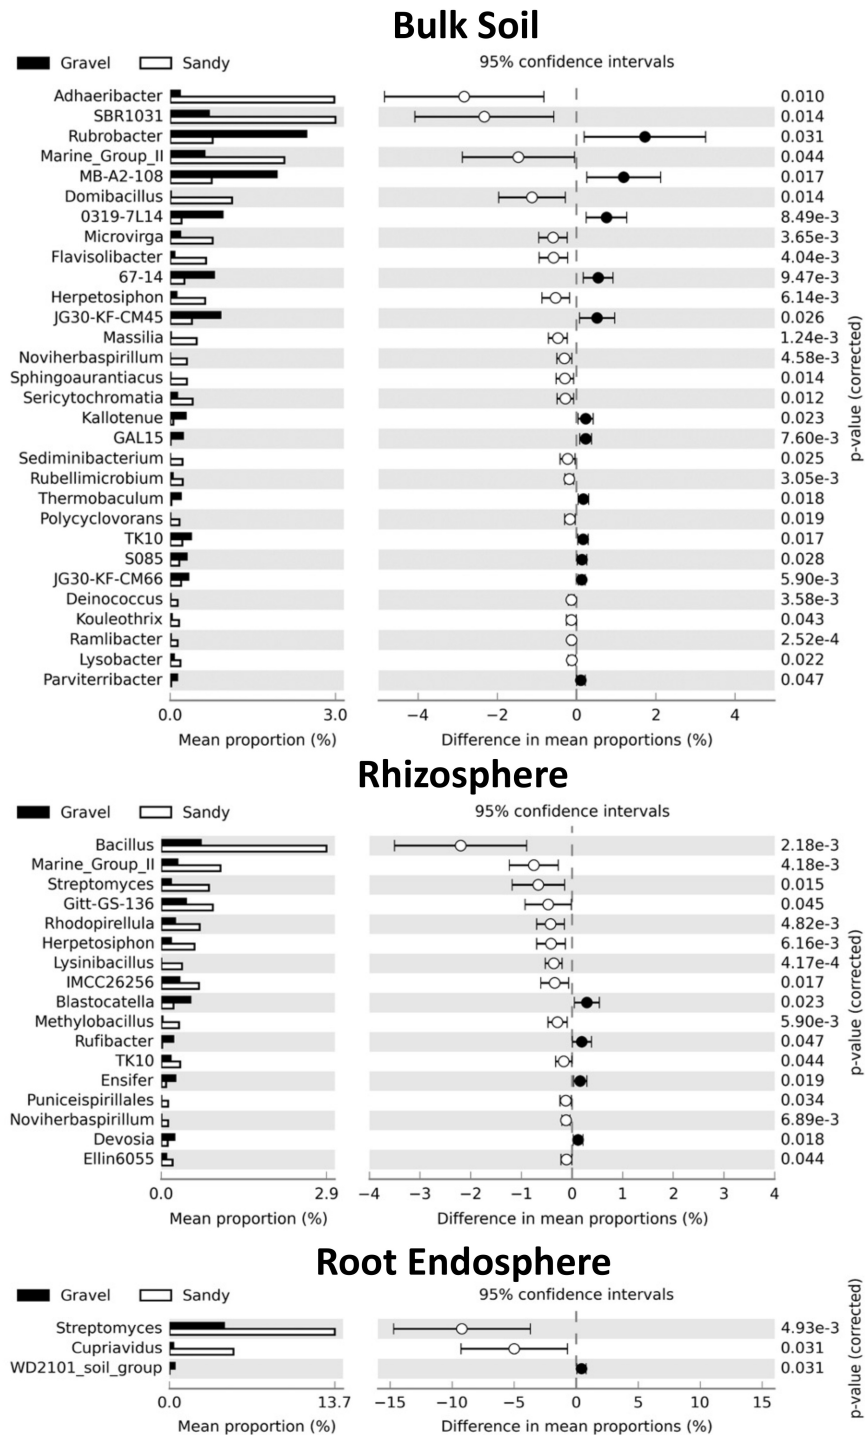 Bulk Soil
Gravel Sandy 95% confidence intervals
Adhaeribacter 0.010
SBR1031 0.014
Rubrobacter 0.031
Marine_Group_II 0.044
MB-A2-108 0.017
Domibacillus 0.014
0319-7L14 8.49e-3
Microvirga 3.65e-3
Flavisolibacter 4.04e-3
67-14 9.47e-3
Herpetosiphon 6.14e-3
JG30-KF-CM45 0.026
Massilia 1.24e-3
Noviherbaspirillum 4.58e-3
Sphingoaurantiacus 0.014
Sericytochromatia 0.012
Kallotenue 0.023
GAL15 7.60e-3
Sediminibacterium 0.025
Rubellimicrobium 3.05e-3
Thermobaculum 0.018
Polycyclovorans 0.019
TK10 0.017
S085 0.028
JG30-KF-CM66 5.90e-3
Deinococcus 3.58e-3
Kouleothrix 0.043
Ramlibacter 2.52e-4
Lysobacter 0.022
Parviterribacter 0.047
p-value (corrected)
0.0 3.0 −4 −2 0 2 4
Mean proportion (%) Difference in mean proportions (%)
Rhizosphere
Gravel Sandy 95% confidence intervals
Bacillus 2.18e-3
Marine_Group_II 4.18e-3
Streptomyces 0.015
Gitt-GS-136 0.045
Rhodopirellula 4.82e-3
Herpetosiphon 6.16e-3
Lysinibacillus 4.17e-4
IMCC26256 0.017
Blastocatella 0.023
Methylobacillus 5.90e-3
Rufibacter 0.047
TK10 0.044
Ensifer 0.019
Puniceispirillales 0.034
Noviherbaspirillum 6.89e-3
Devosia 0.018
Ellin6055 0.044
p-value (corrected)
0.0 2.9 −4 −3 −2 −1 0 1 2 3 4
Mean proportion (%) Difference in mean proportions (%)
Root Endosphere
Gravel Sandy 95% confidence intervals
Streptomyces 4.93e-3
Cupriavidus 0.031
WD2101_soil_group 0.031
p-value (corrected)
0.0 13.7 −15 −10 −5 0 5 10 15
Mean proportion (%) Difference in mean proportions (%)